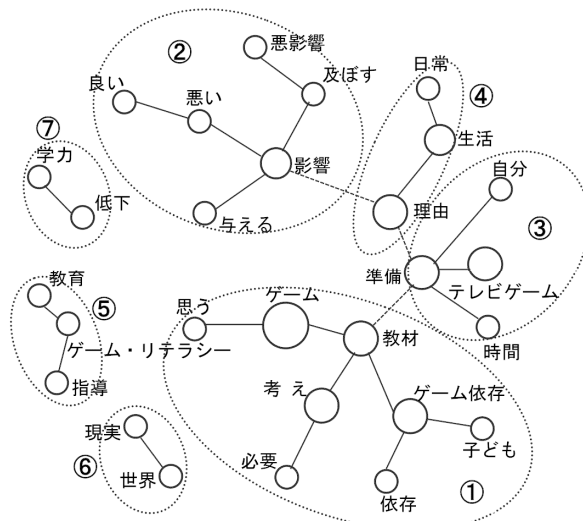 ②
悪影響
及ぼす
良い
悪い
影響
与える
日常
④
生活
理由
⑦
学力
低下
自分
③
準備
テレビゲーム
時間
教育
⑤
ゲーム・リテラシー
指導
思う
ゲーム
教材
考え
ゲーム依存
子ども
必要
依存
①
現実
世界
⑥